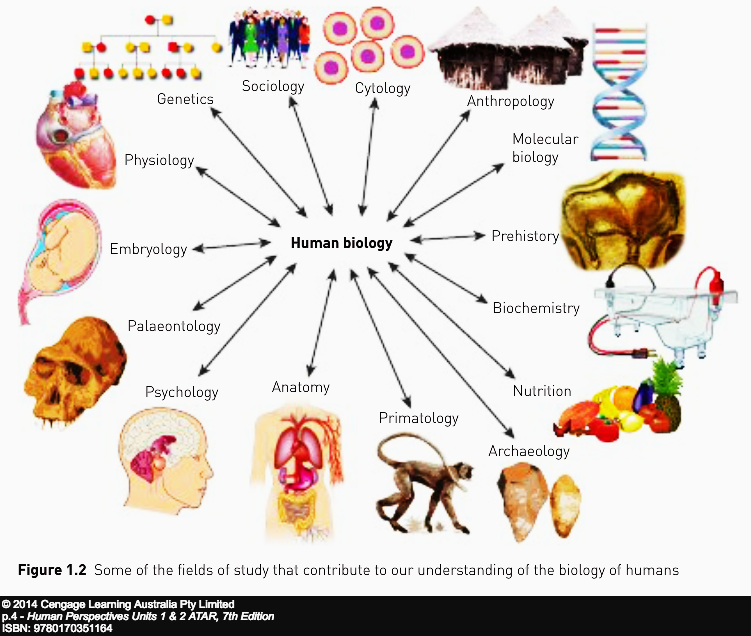 Sociology
Cytology
Genetics
Anthropology
Molecular
biology
Physiology
Prehistory
Human biology
Embryology
Biochemistry
Palaeontology
Psychology
Anatomy
Nutrition
Primatology
Archaeology
Figure 1.2 Some of the fields of study that contribute to our understanding of the biology of humans
© 2014 Cengage Learning Australia Pty Limited
p.4 - Human Perspectives Units 1 & 2 ATAR, 7th Edition
ISBN: 9780170351164